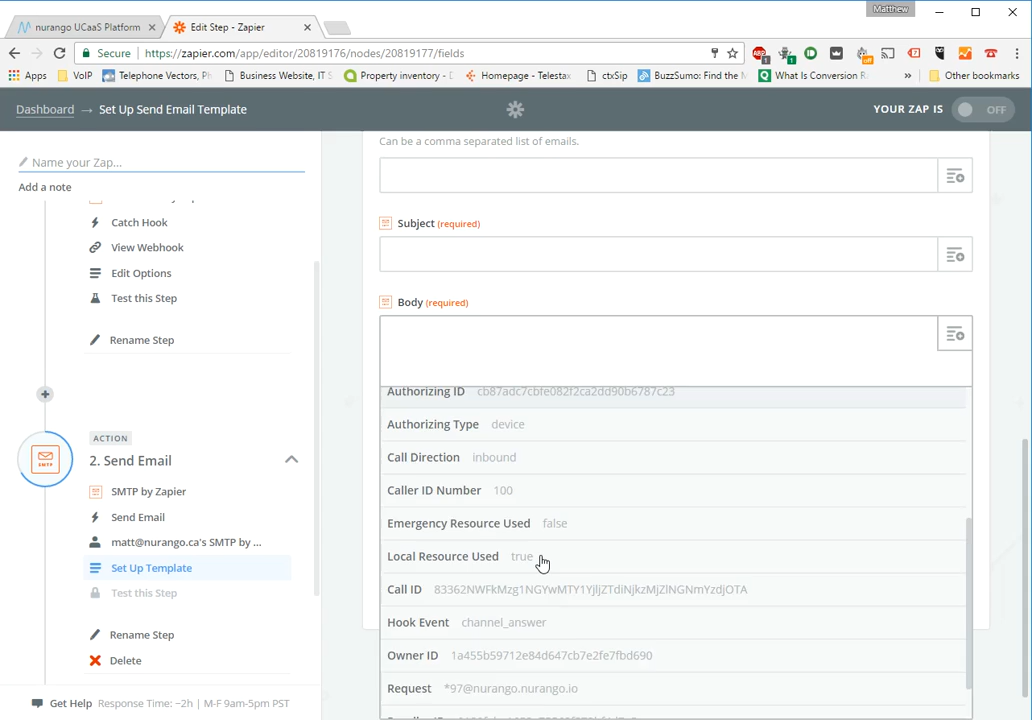 Matthew
nurango UCaaS Platform
Edit Step - Zapier
Secure
https://zapier.com/app/editor/20819176/nodes/20819177/fields
Apps VoIP Telephone Vectors, Ph Business Website, IT S Property inventory - Homepage - Telesta ctxSip BuzzSumo: Find the What Is Conversion » Other bookmarks
Dashboard → Set Up Send Email Template
YOUR ZAP IS OFF
Name your Zap...
Add a note
Catch Hook
View Webhook
Edit Options
Test this Step
Rename Step
ACTION
2. Send Email
SMTP
SMTP by Zapier
Send Email
matt@nurango.ca's SMTP by ...
Set Up Template
Test this Step
Rename Step
Delete
Get Help Response Time: ~2h | M-F 9am-5pm PST
Can be a comma separated list of emails.
Subject (required)
Body (required)
Authorizing ID cb87adc7cbfe082f2ca2dd90b6787c23
Authorizing Type device
Call Direction inbound
Caller ID Number 100
Emergency Resource Used false
Local Resource Used true
Call ID 83362NWFkMzg1NGYwMTY1YjljZTdiNjkzMjZlNGNmYzdjOTA
Hook Event channel_answer
Owner ID 1a455b59712e84d647cb7e2fe7fbd690
Request *97@nurango.nurango.io